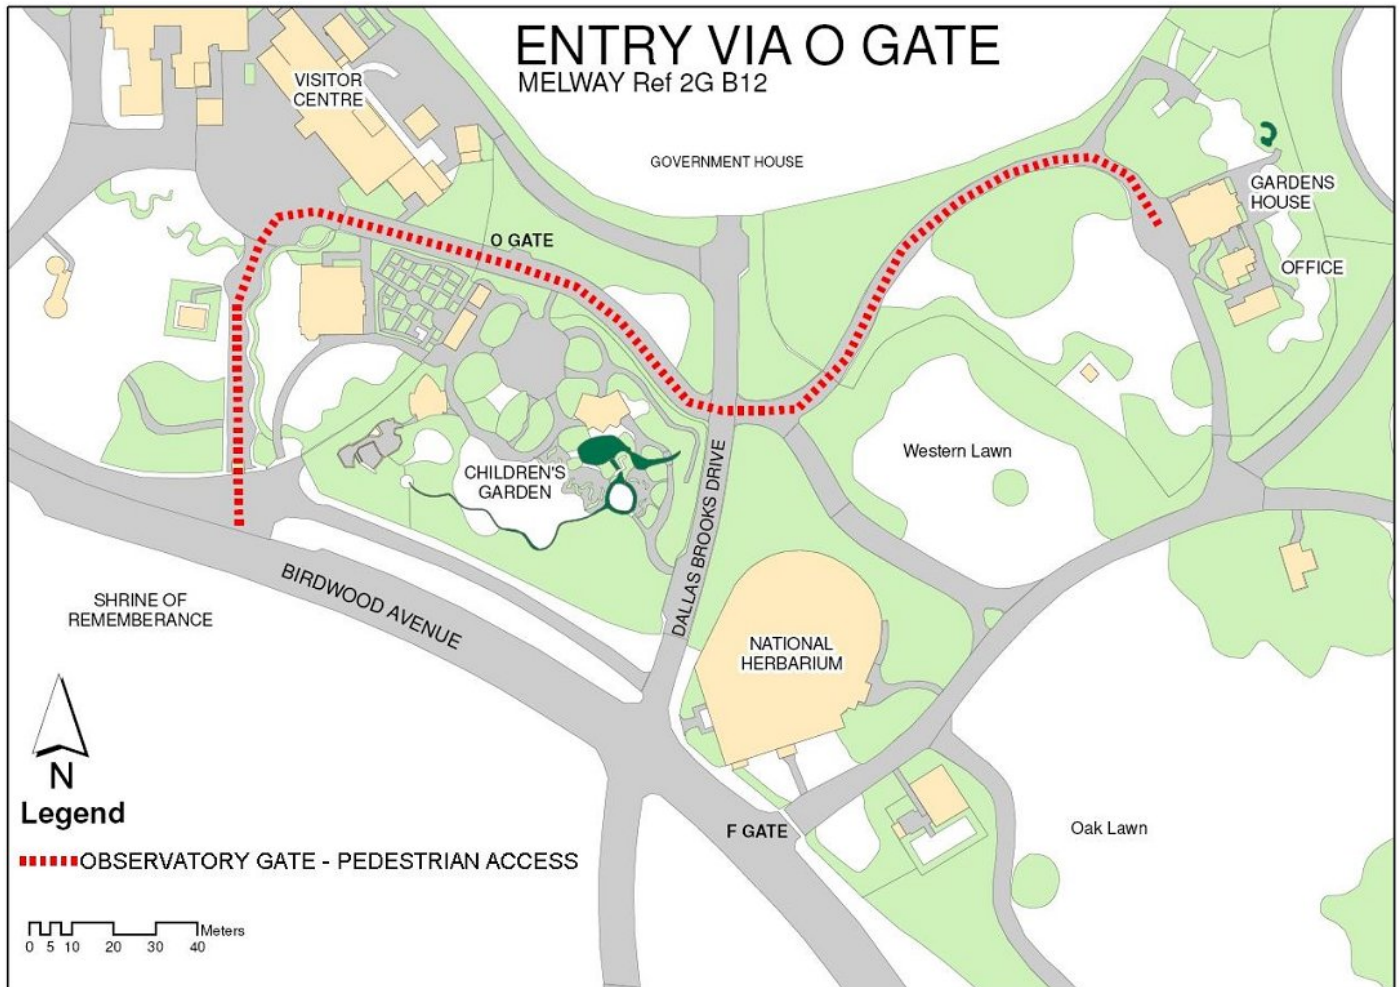 ENTRY VIA O GATE
MELWAY Ref 2G B12
VISITOR
CENTRE
GOVERNMENT HOUSE
GARDENS
HOUSE
O GATE
OFFICE
Western Lawn
CHILDREN'S
GARDEN
DALLAS BROOKS DRIVE
BIRDWOOD AVENUE
SHRINE OF
REMEMBERANCE
NATIONAL
HERBARIUM
N
Legend
F GATE
Oak Lawn
OBSERVATORY GATE - PEDESTRIAN ACCESS
Meters
0 5 10 20 30 40